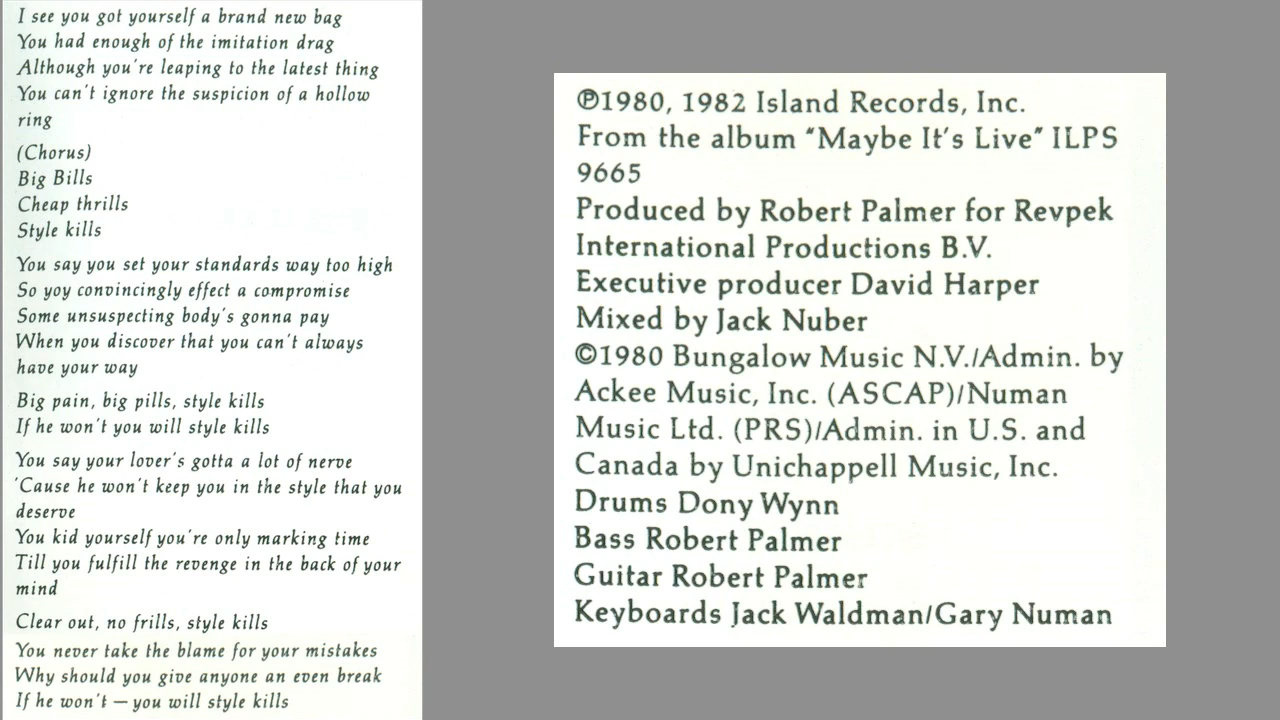 I see you got yourself a brand new bag
You had enough of the imitation drag
Although you're leaping to the latest thing
You can't ignore the suspicion of a hollow
ring
(Chorus)
Big Bills
Cheap thrills
Style kills
You say you set your standards way too high
So yoy convincingly effect a compromise
Some unsuspecting body's gonna pay
When you discover that you can't always
have your way
Big pain, big pills, style kills
If he won't you will style kills
You say your lover's gotta a lot of nerve
'Cause he won't keep you in the style that you
deserve
You kid yourself you're only marking time
Till you fulfill the revenge in the back of your
mind
Clear out, no frills, style kills
You never take the blame for your mistakes
Why should you give anyone an even break
If he won't — you will style kills
℗1980, 1982 Island Records, Inc.
From the album "Maybe It's Live" ILPS
9665
Produced by Robert Palmer for Revpek
International Productions B.V.
Executive producer David Harper
Mixed by Jack Nuber
©1980 Bungalow Music N.V./Admin. by
Ackee Music, Inc. (ASCAP)/Numan
Music Ltd. (PRS)/Admin. in U.S. and
Canada by Unichappell Music, Inc.
Drums Dony Wynn
Bass Robert Palmer
Guitar Robert Palmer
Keyboards Jack Waldman/Gary Numan